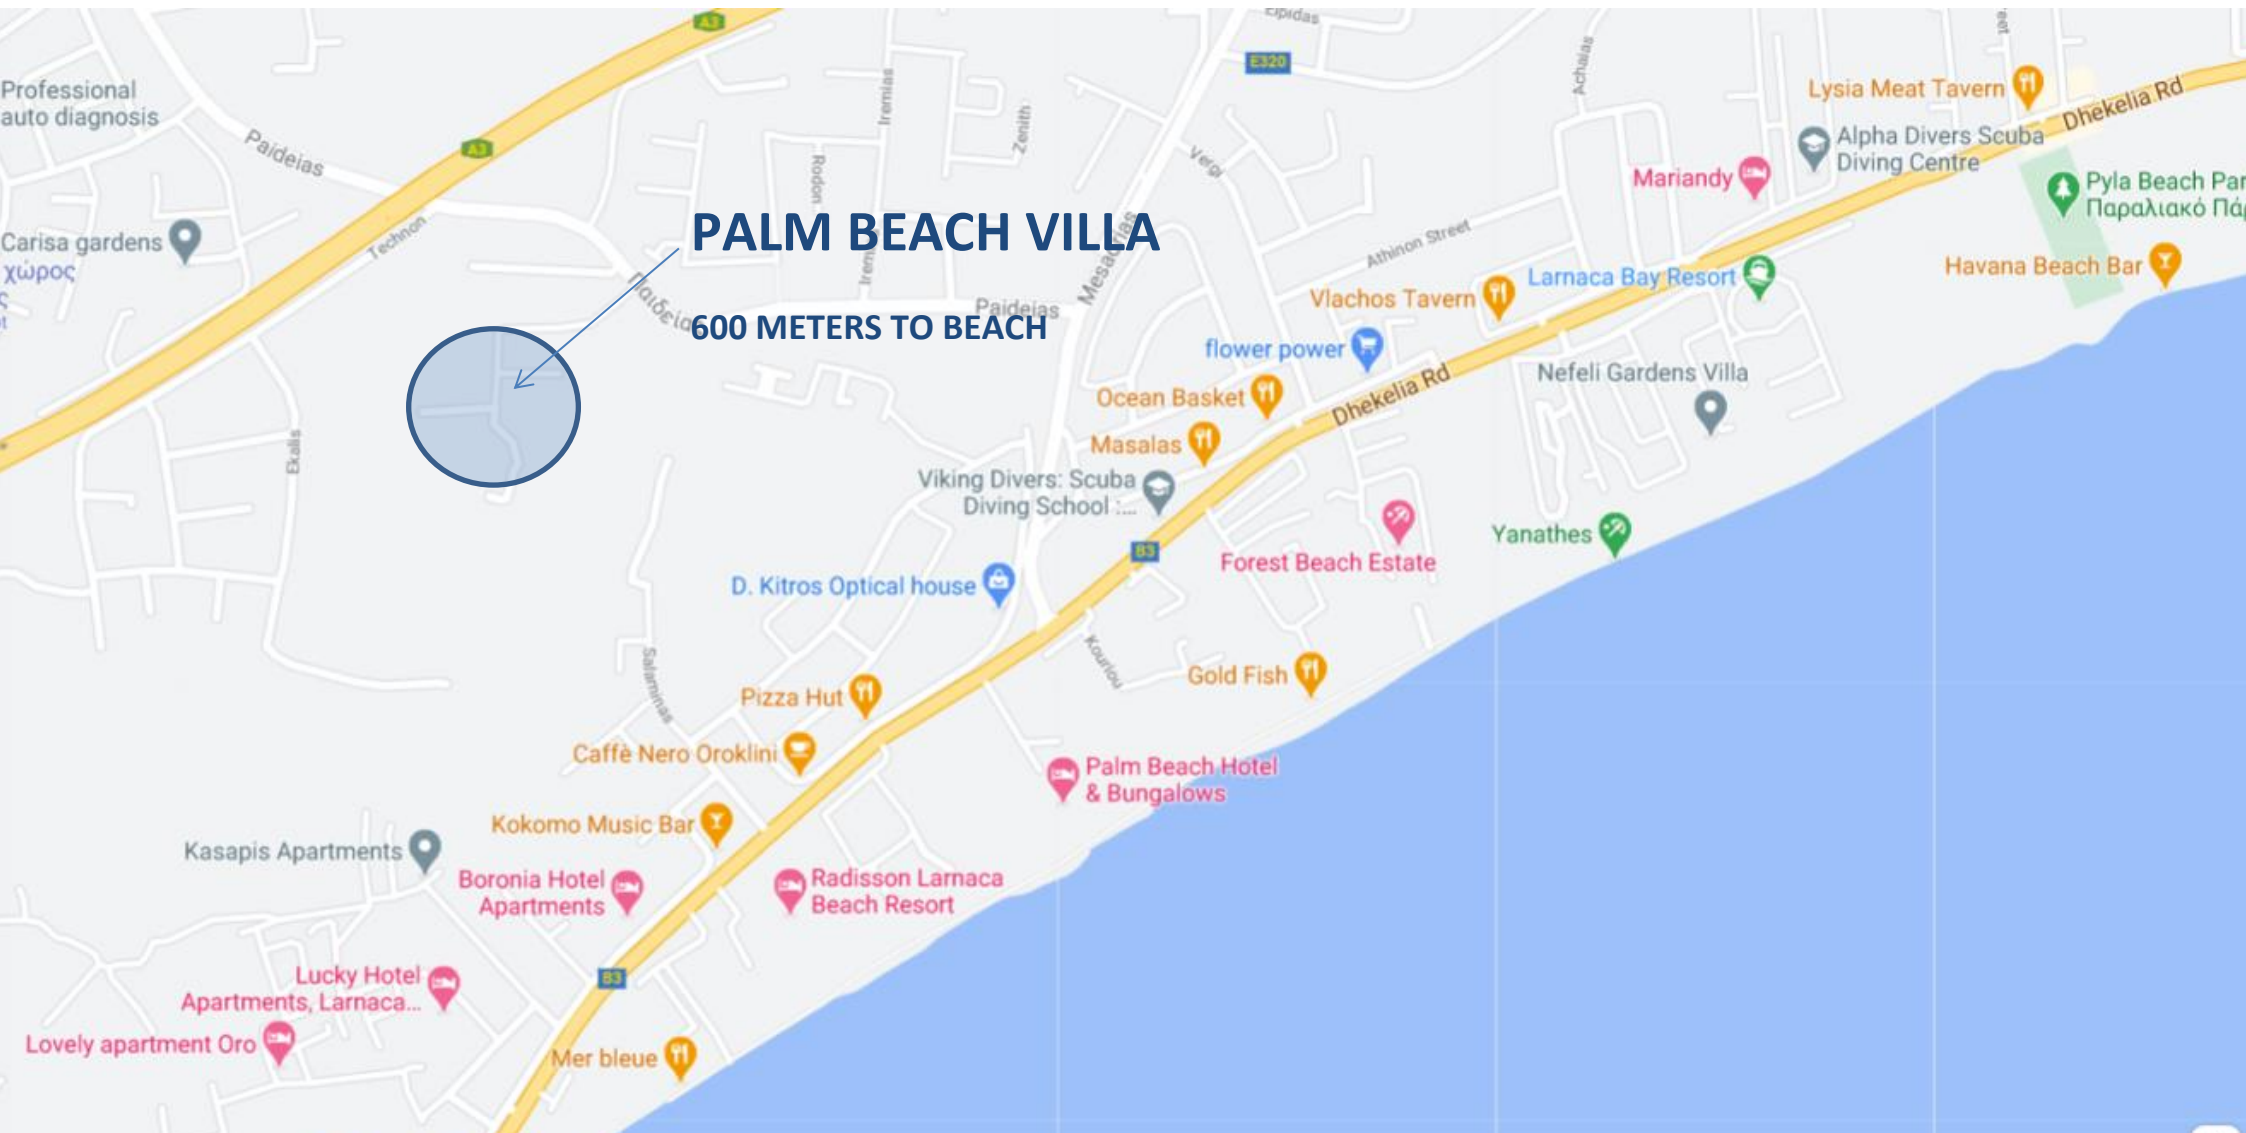 A3
Elpidas
E320
Achaias
Lysia Meat Tavern
Dhekelia Rd
Professional
auto diagnosis
Paideias
A3
Iremias
Zenith
Rodon
Vergi
Alpha Divers Scuba
Diving Centre
Mariandy
Pyla Beach Par
Παραλιακό Πάρ
Carisa gardens
χώρος
ς
Technon
PALM BEACH VILLA
Mesaorias
Athinon Street
Larnaca Bay Resort
Havana Beach Bar
Παιδεία
Paideias
Vlachos Tavern
600 METERS TO BEACH
flower power
Nefeli Gardens Villa
Ocean Basket
Dhekelia Rd
Masalas
Ekalis
Viking Divers: Scuba
Diving School :...
Yanathes
B3
Forest Beach Estate
D. Kitros Optical house
Kouriou
Salaminas
Gold Fish
Pizza Hut
Caffè Nero Oroklini
Palm Beach Hotel
& Bungalows
Kokomo Music Bar
Kasapis Apartments
Boronia Hotel
Apartments
Radisson Larnaca
Beach Resort
Lucky Hotel
Apartments, Larnaca...
B3
Lovely apartment Oro
Mer bleue